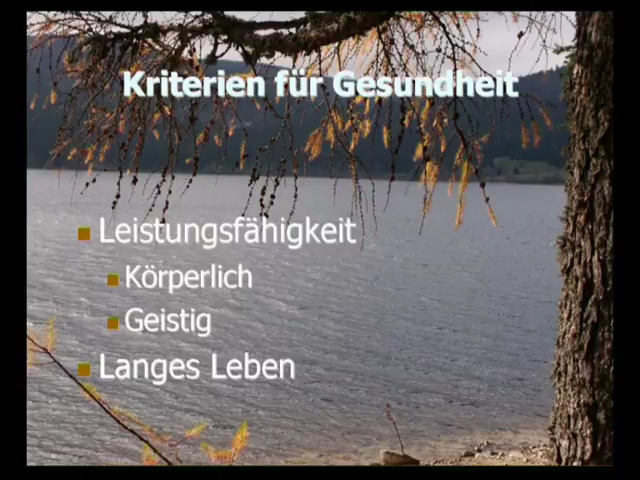 Kriterien für Gesundheit
Leistungsfähigkeit
Körperlich
Geistig
Langes Leben